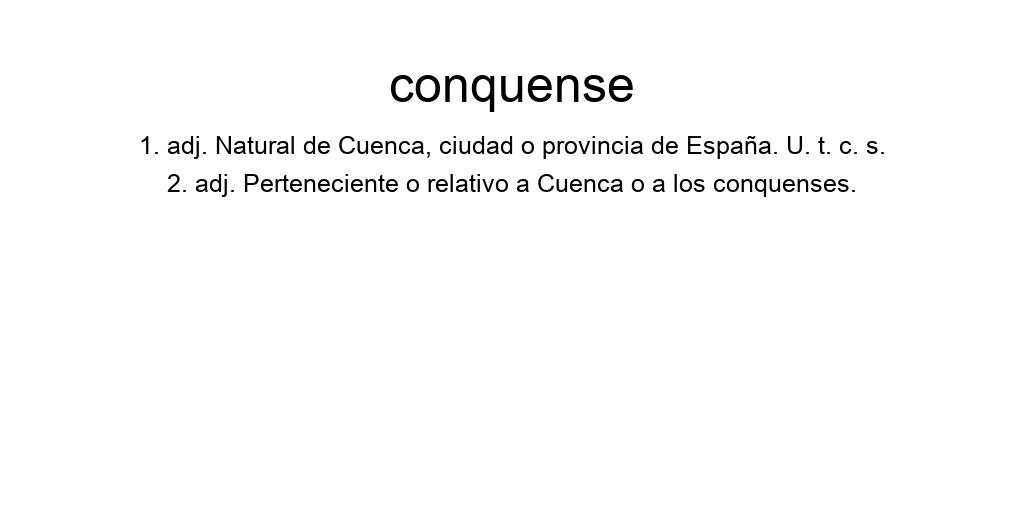 conquense
1. adj. Natural de Cuenca, ciudad o provincia de España. U. t. c. s.
2. adj. Perteneciente o relativo a Cuenca o a los conquenses.